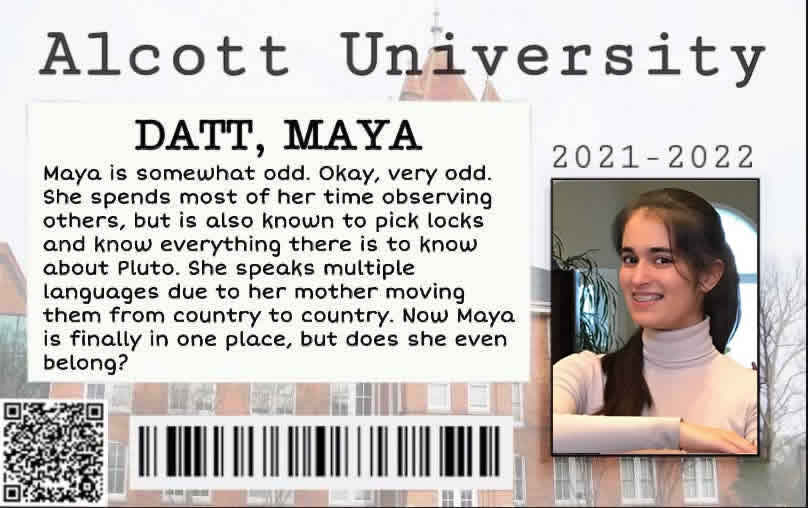 Alcott University
DATT, MAYA
Maya is somewhat odd. Okay, very odd.
She spends most of her time observing
others, but is also known to pick locks
and know everything there is to know
about Pluto. She speaks multiple
languages due to her mother moving
them from country to country. Now Maya
is finally in one place, but does she even
belong?
2021-2022